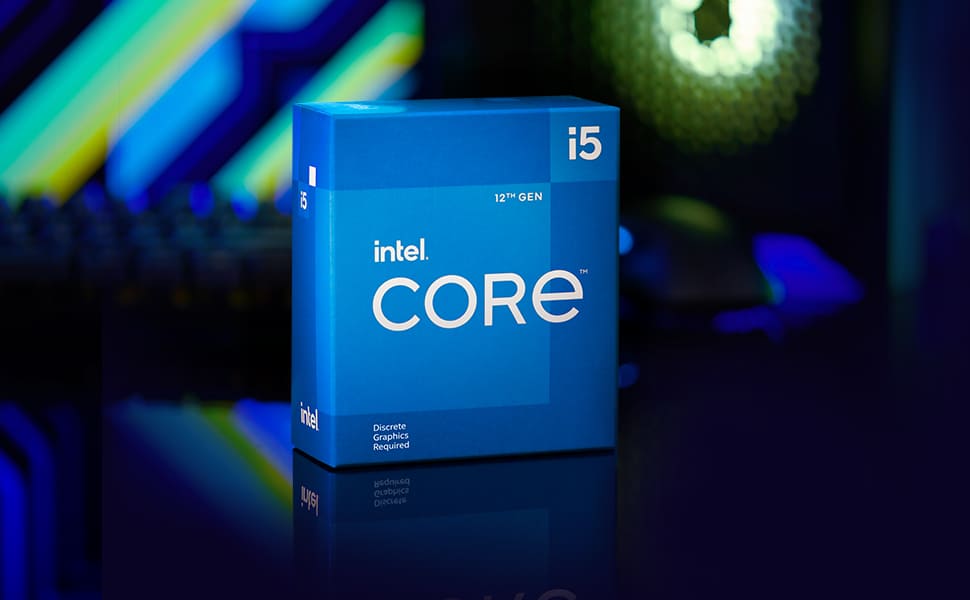 i5
12TH GEN
intel.
CORE™
Discrete
Graphics
Required
i5
intel